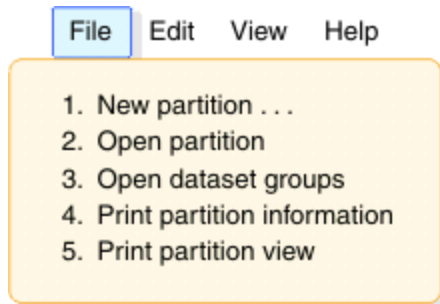 File Edit View Help
1. New partition . . .
2. Open partition
3. Open dataset groups
4. Print partition information
5. Print partition view